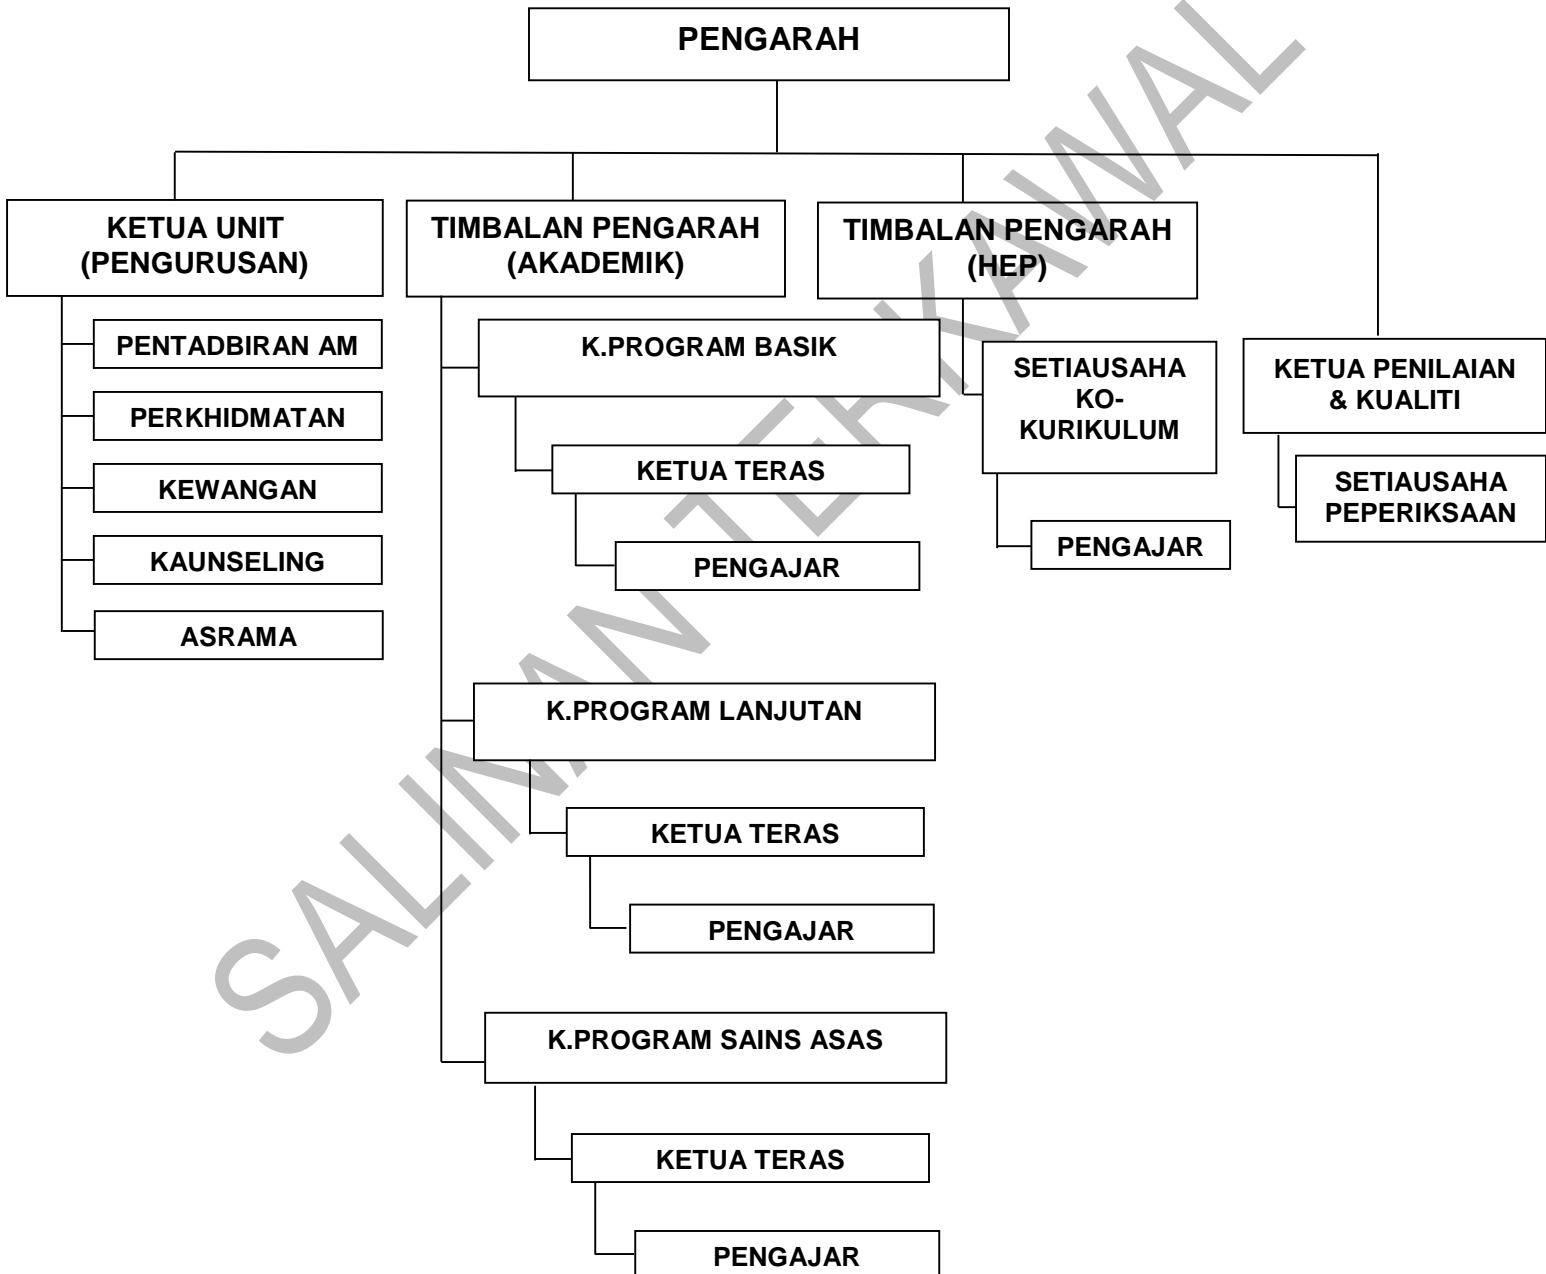 PENGARAH
KETUA UNIT
(PENGURUSAN)
PENTADBIRAN AM
PERKHIDMATAN
KEWANGAN
KAUNSELING
ASRAMA
TIMBALAN PENGARAH
(AKADEMIK)
K.PROGRAM BASIK
KETUA TERAS
PENGAJAR
K.PROGRAM LANJUTAN
KETUA TERAS
PENGAJAR
K.PROGRAM SAINS ASAS
KETUA TERAS
PENGAJAR
TIMBALAN PENGARAH
(HEP)
SETIAUSAHA
KO-
KURIKULUM
PENGAJAR
KETUA PENILAIAN
& KUALITI
SETIAUSAHA
PEPERIKSAAN
SALINAN TERKAWAL